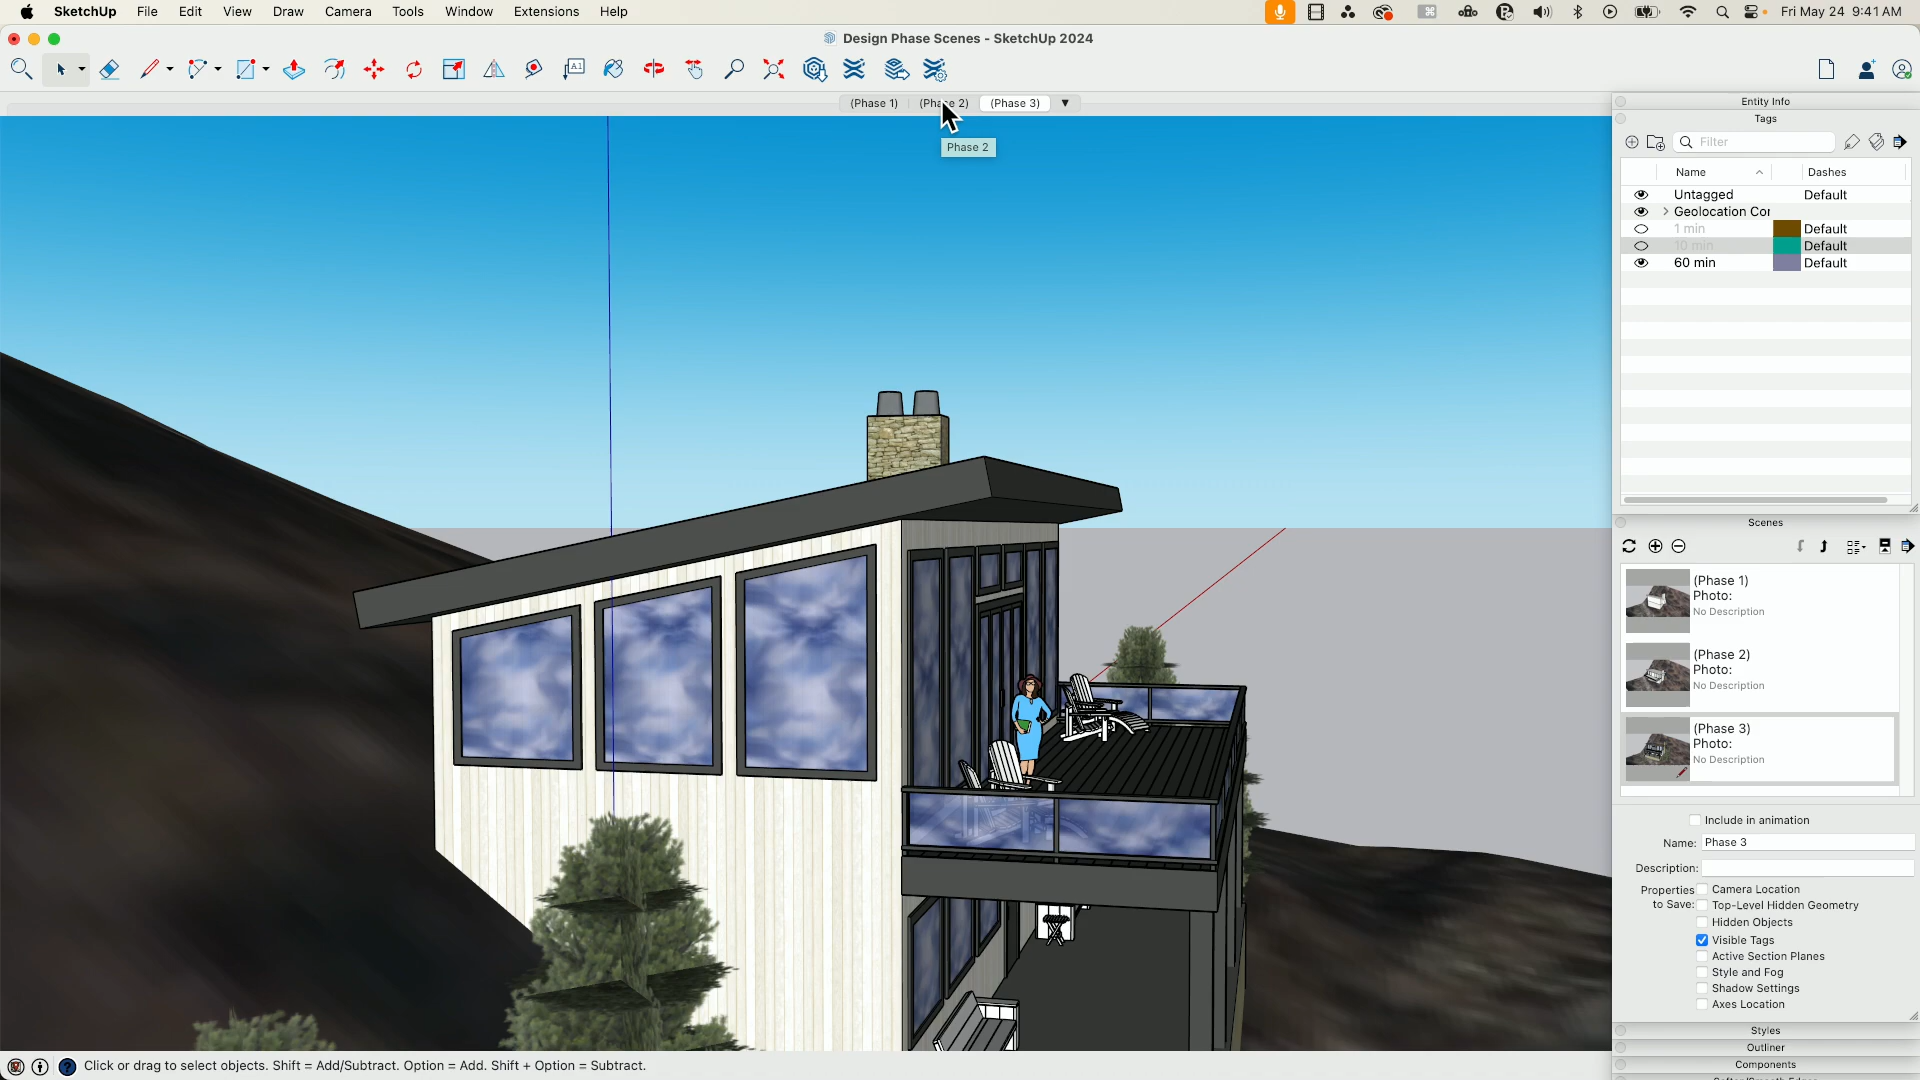 SketchUp File Edit View Draw Camera Tools Window Extensions Help
Fri May 24 9:41 AM
Design Phase Scenes - SketchUp 2024
A1
(Phase 1) (Phase 2) (Phase 3)
Phase 2
Entity Info
Tags
Filter
Name Dashes
Untagged Default
Geolocation Cor
Default
1 min Default
10 min Default
60 min Default
Scenes
(Phase 1)
Photo:
No Description
(Phase 2)
Photo:
No Description
(Phase 3)
Photo:
No Description
Include in animation
Name: Phase 3
Description:
Properties to Save:
Camera Location
Top-Level Hidden Geometry
Hidden Objects
Visible Tags
Active Section Planes
Style and Fog
Shadow Settings
Axes Location
Styles
Outliner
Components
Click or drag to select objects. Shift = Add/Subtract. Option = Add. Shift + Option = Subtract.